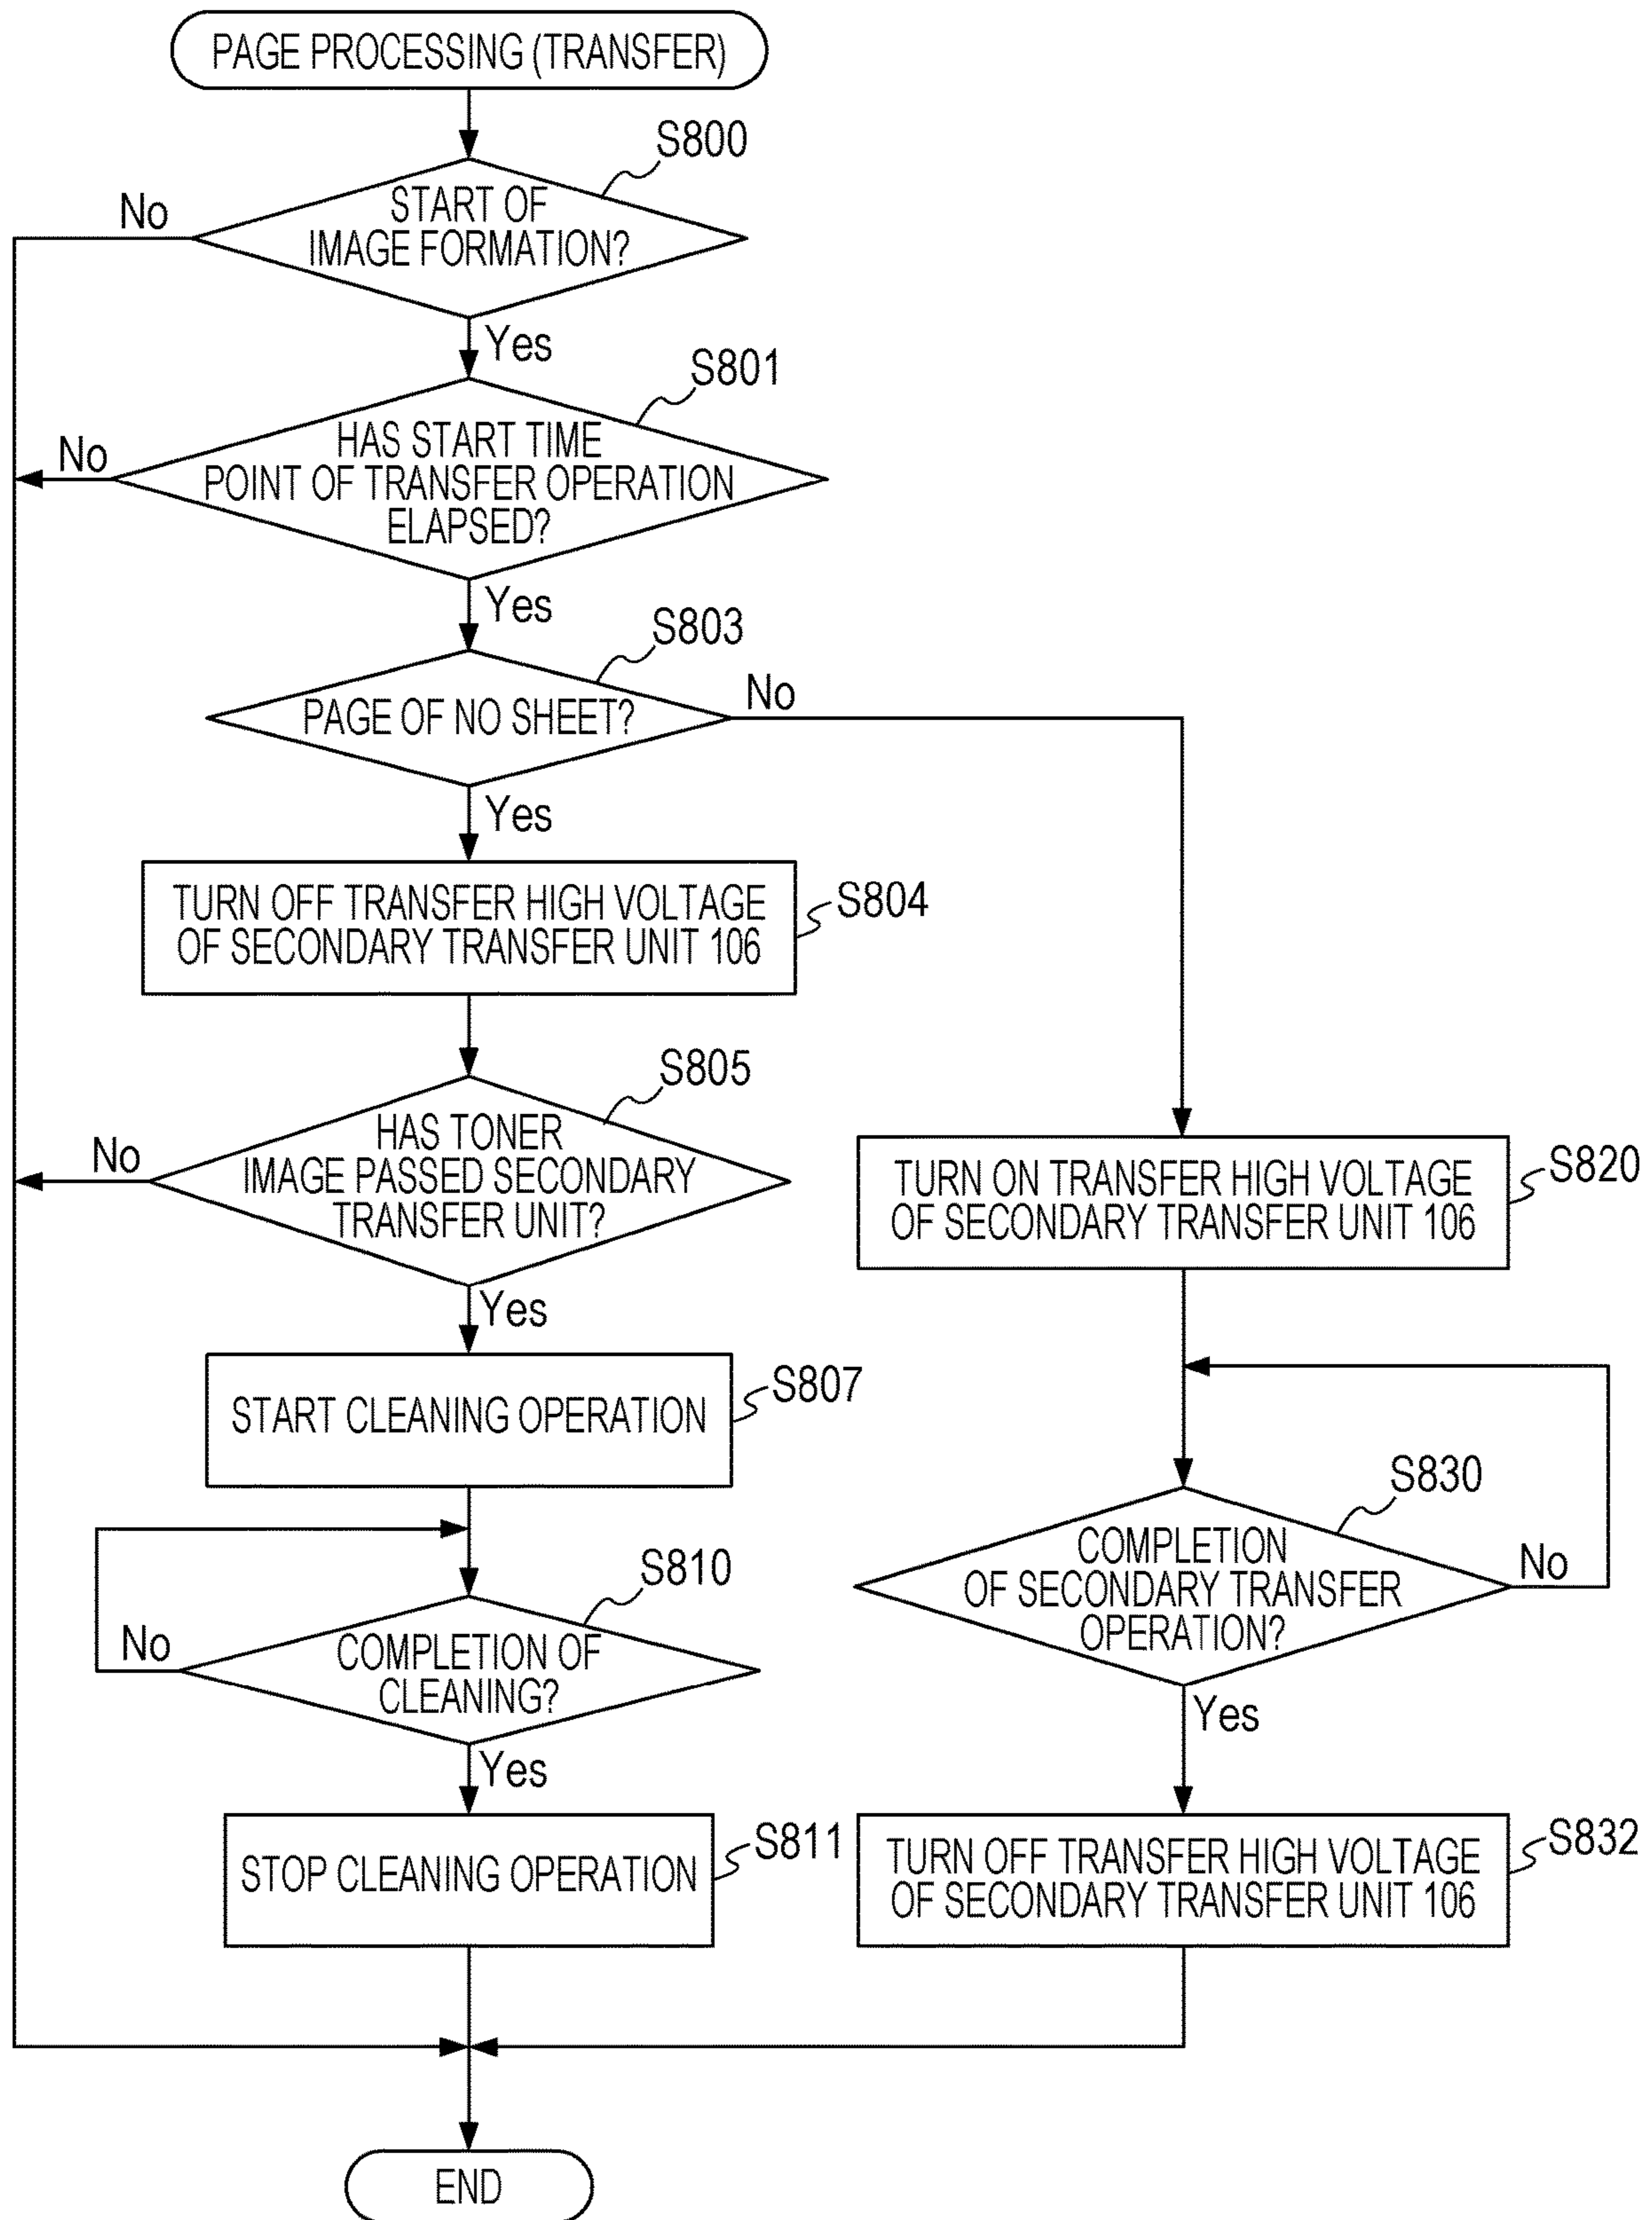 PAGE PROCESSING (TRANSFER)
S800
START OF
IMAGE FORMATION?
No
Yes
S801
HAS START TIME
POINT OF TRANSFER OPERATION
ELAPSED?
No
Yes
S803
PAGE OF NO SHEET?
No
Yes
TURN OFF TRANSFER HIGH VOLTAGE
OF SECONDARY TRANSFER UNIT 106
S804
S805
HAS TONER
IMAGE PASSED SECONDARY
TRANSFER UNIT?
No
Yes
TURN ON TRANSFER HIGH VOLTAGE
OF SECONDARY TRANSFER UNIT 106
S820
START CLEANING OPERATION
S807
S830
COMPLETION
OF SECONDARY TRANSFER
OPERATION?
No
Yes
S810
COMPLETION OF
CLEANING?
No
Yes
STOP CLEANING OPERATION
S811
TURN OFF TRANSFER HIGH VOLTAGE
OF SECONDARY TRANSFER UNIT 106
S832
END